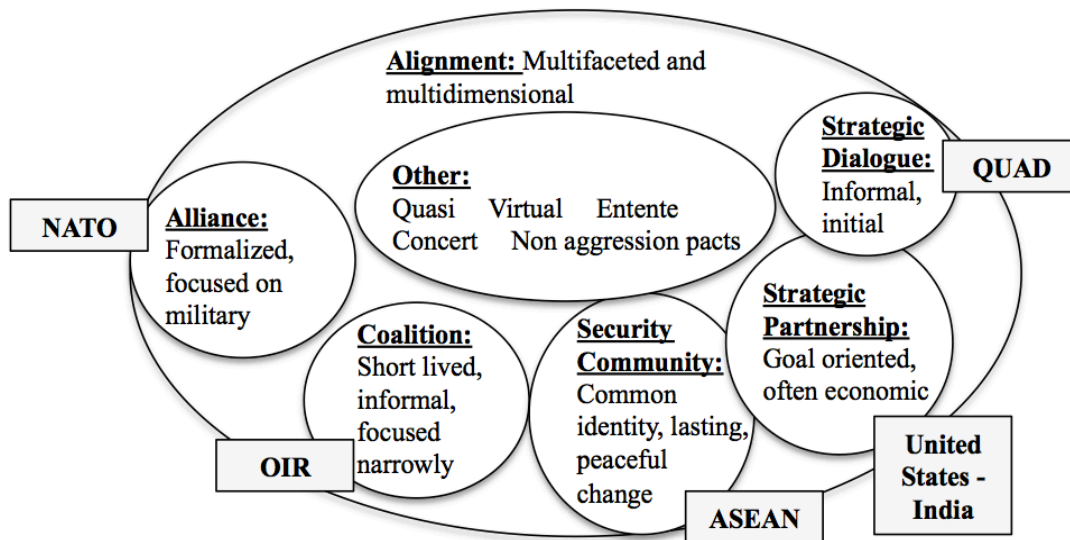 Alignment: Multifaceted and
multidimensional
Strategic
Dialogue:
Informal,
initial
QUAD
Other:
Quasi Virtual Entente
Concert Non aggression pacts
NATO
Alliance:
Formalized,
focused on
military
Strategic
Partnership:
Goal oriented,
often economic
Coalition:
Short lived,
informal,
focused
narrowly
Security
Community:
Common
identity, lasting,
peaceful
change
OIR
ASEAN
United
States -
India